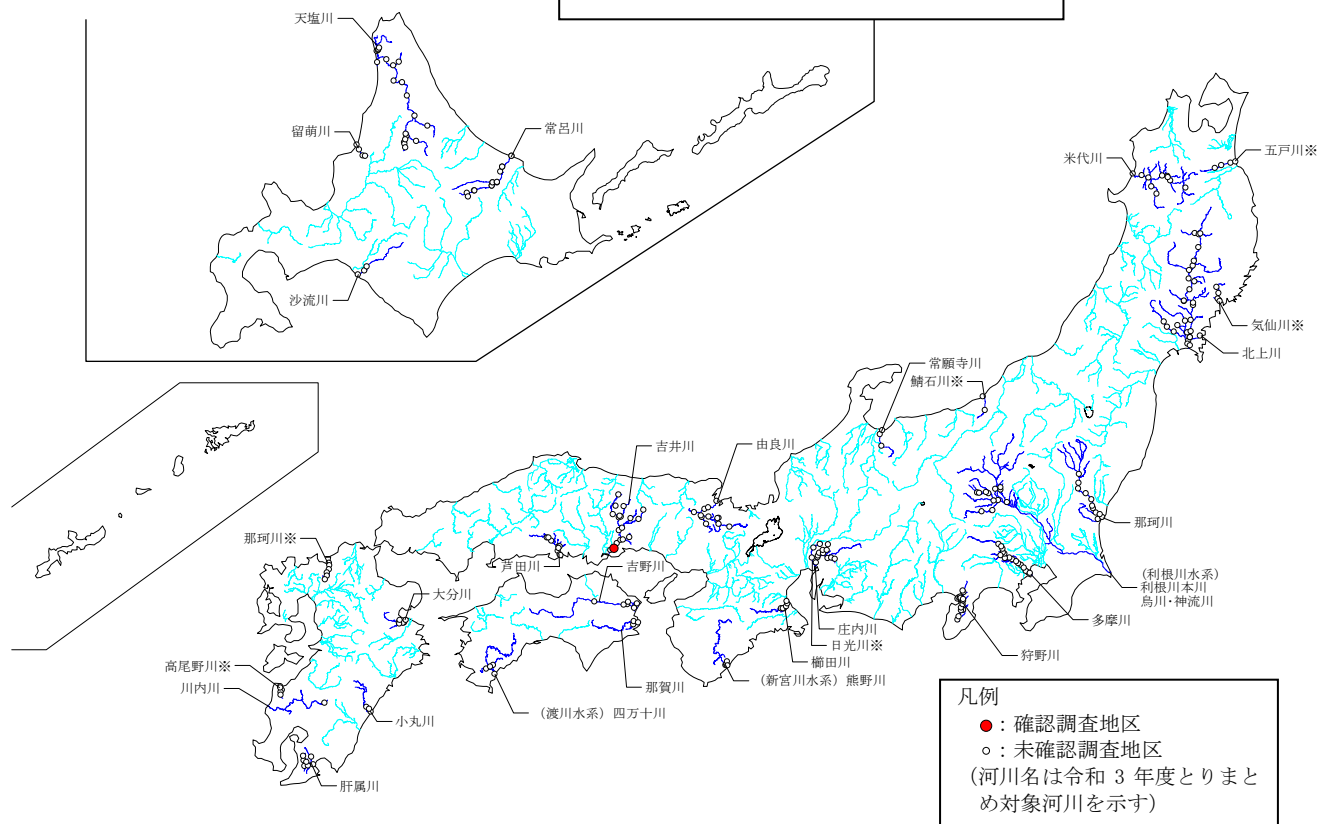 天塩川
留萌川
常呂川
沙流川
米代川
五戸川※
気仙川※
北上川
常願寺川
鯖石川※
吉井川
由良川
那珂川
那珂川※
芦田川
吉野川
大分川
(利根川水系)
利根川本川
烏川・神流川
多摩川
庄内川
日光川※
狩野川
櫛田川
高尾野川※
川内川
那賀川
(新宮川水系)熊野川
小丸川
(渡川水系)四万十川
肝属川
凡例
:確認調査地区
:未確認調査地区
(河川名は令和 3 年度とりまと
め対象河川を示す)